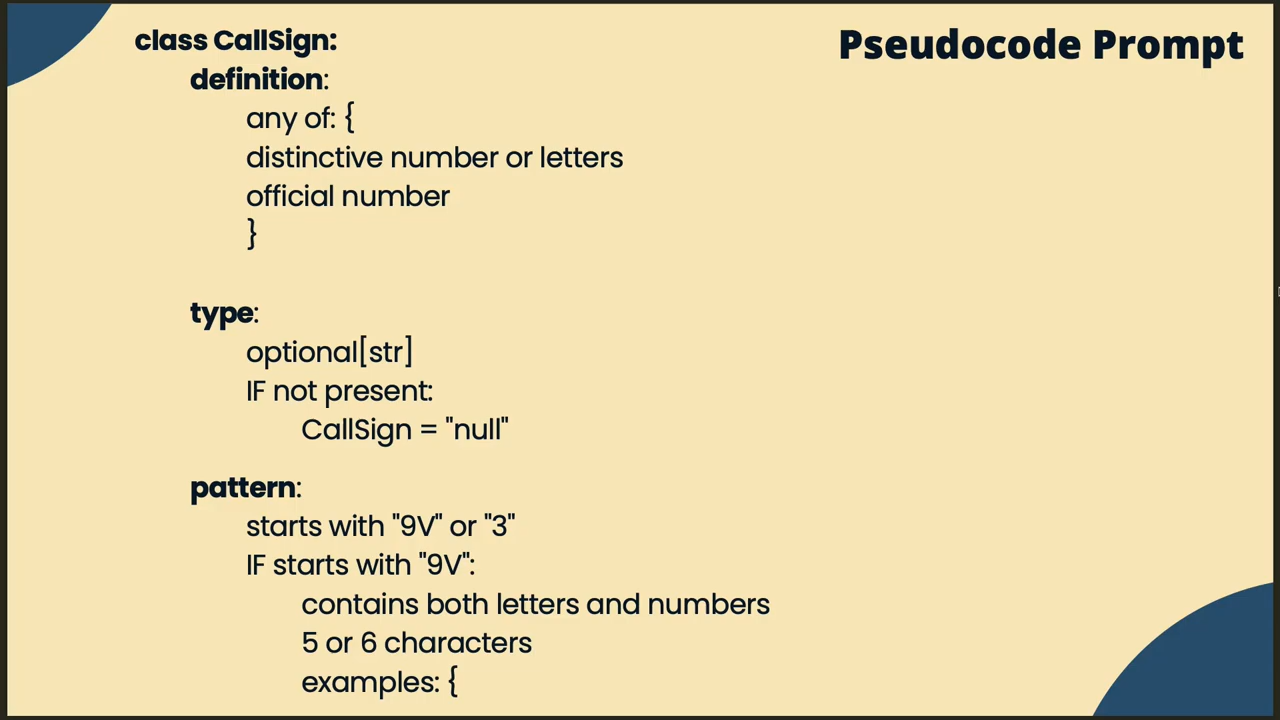 Pseudocode Prompt
class CallSign:
definition:
any of: {
distinctive number or letters
official number
}
type:
optional[str]
IF not present:
CallSign = "null"
pattern:
starts with "9V" or "3"
IF starts with "9V":
contains both letters and numbers
5 or 6 characters
examples: {